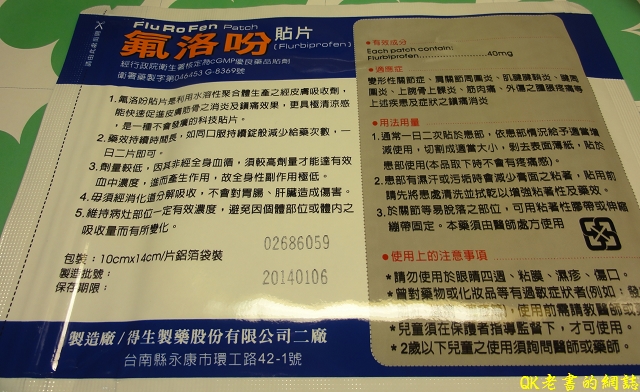 FluRoFen Patch
氟洛吩 貼片
(Flurbiprofen)
經行政院衛生署核定為cGMP優良藥品貼劑
衛署藥製字第046453 G-8369號
1.氟洛吩貼片是利用水溶性聚合體生產之經皮膚吸收劑,
能快速促進皮膚筋骨之消炎及鎮痛效果,更具極清涼感
,是一種不會發燻的科技貼片。
2.藥效持續時間長,如同口服持續錠般減少給藥次數,一
日二片即可。
3.劑量較低,因其非經全身血循,須較高劑量才能達有效
血中濃度,進而產生作用,故全身性副作用極低。
4.毋須經消化道分解吸收,不會對胃腸、肝臟造成傷害。
5.維持病灶部位一定有效濃度,避免因個體部位或體內之
吸收量而有所變化。
包裝:10cmx14cm/片鋁箔袋裝
02686059
製造批號:
20140106
保存期限:
製造廠/得生製藥股份有限公司二廠
台南縣永康市環工路42-1號
●有效成分
Each patch contain:
Flurbiprofen 40mg
●適應症
變形性關節症、肩關節周圍炎、肌腱腱鞘炎、腱周
圍炎、上腕骨上髁炎、筋肉痛、外傷之腫脹疼痛等
上述疾患及症狀之鎮痛消炎
●用法用量
1.通常一日二次貼於患部,依患部情況給予適當增
減使用,切割成適當大小,剝去表面薄紙,貼於
患部使用(本品取下時不會有疼痛感)。
2.患部有濕汗或污垢時會減少膏面之粘著,貼用前
請先將患處清洗並拭乾以增強粘著性及藥效。
3.於關節等易脫落之部位,可用粘著性膠帶或伸縮
繃帶固定。本藥須由醫師處方使用
●使用上的注意事項
*請勿使用於眼睛四週、粘膜、濕疹、傷口。
*曾對藥物或化妝品等有過敏症狀者(例如:發
使用前需請教醫師或
*兒童須在保護者指導監督下,才可使用。
*2歲以下兒童之使用須詢問醫師或藥師。
QK老書的網誌